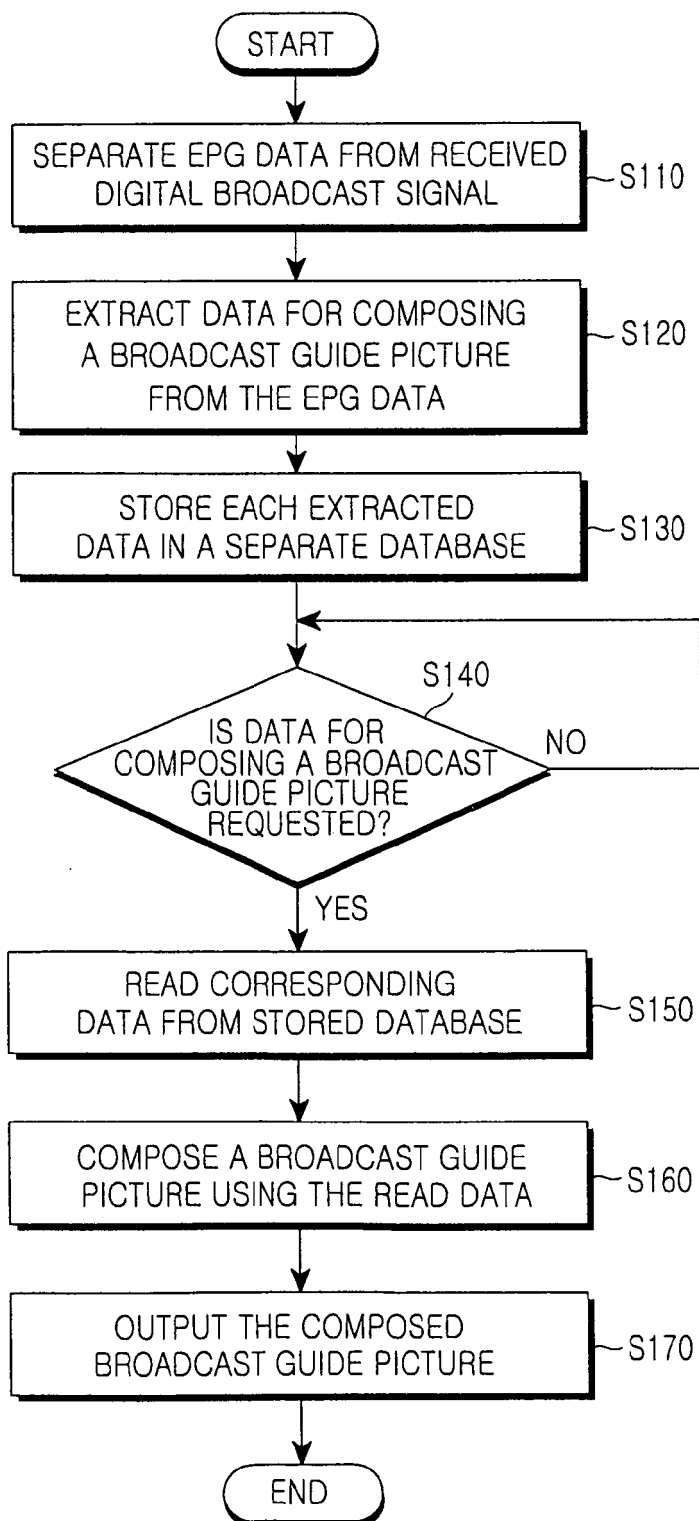 START
SEPARATE EPG DATA FROM RECEIVED
DIGITAL BROADCAST SIGNAL
S110
EXTRACT DATA FOR COMPOSING
A BROADCAST GUIDE PICTURE
FROM THE EPG DATA
S120
STORE EACH EXTRACTED
DATA IN A SEPARATE DATABASE
S130
S140
IS DATA FOR
COMPOSING A BROADCAST
GUIDE PICTURE
REQUESTED?
NO
YES
READ CORRESPONDING
DATA FROM STORED DATABASE
S150
COMPOSE A BROADCAST GUIDE
PICTURE USING THE READ DATA
S160
OUTPUT THE COMPOSED
BROADCAST GUIDE PICTURE
S170
END